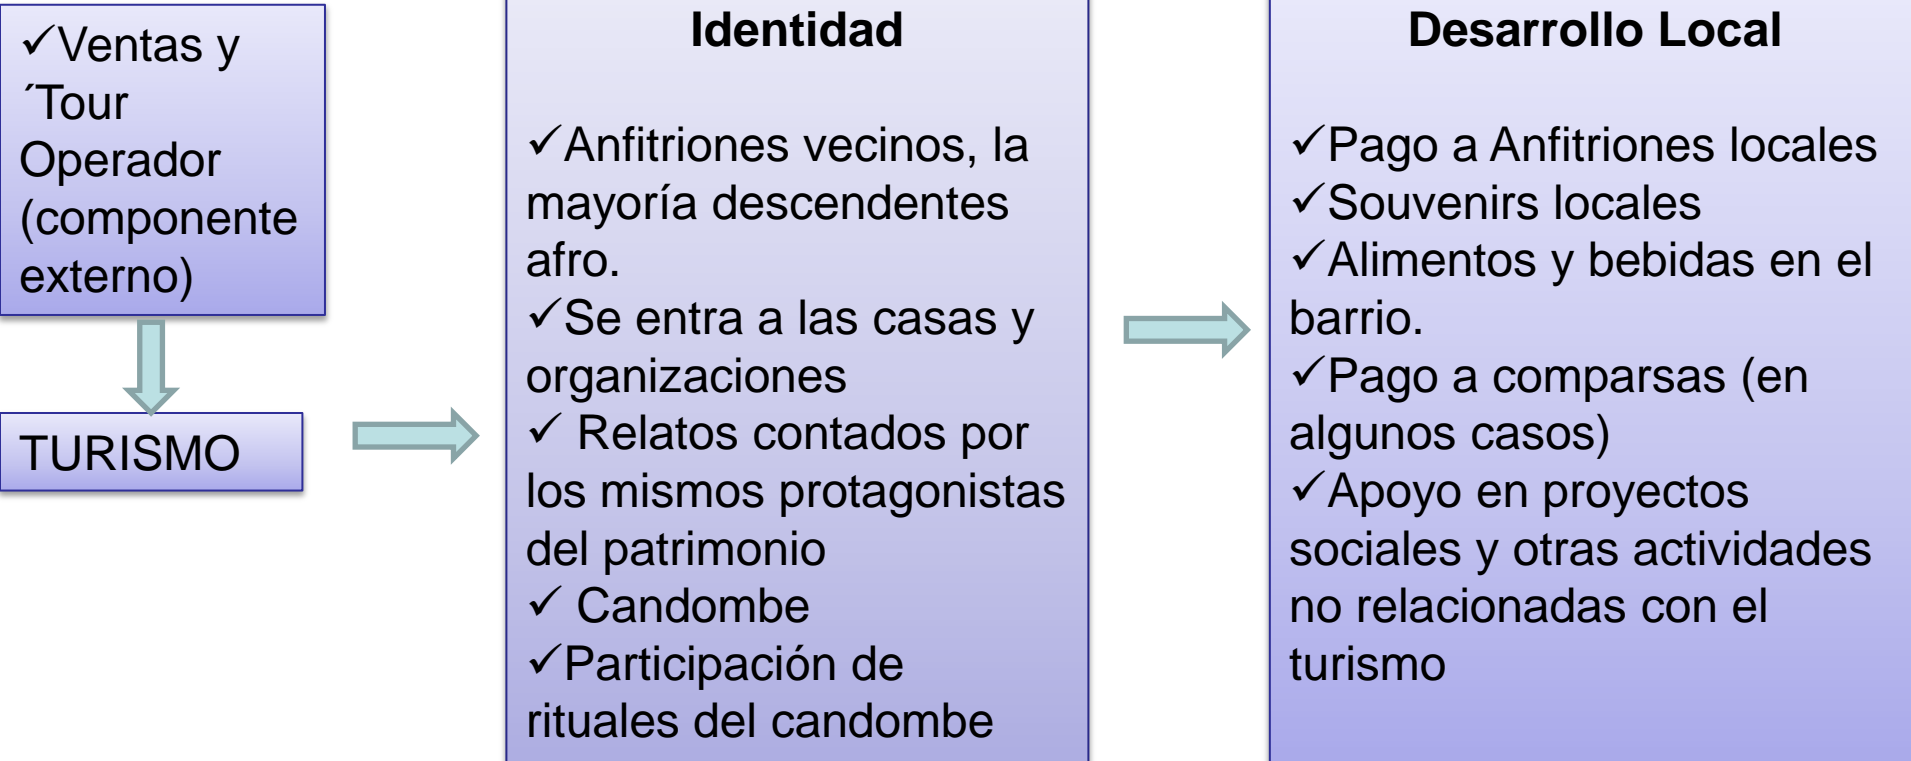 ✓Ventas y
´Tour
Operador
(componente
externo)
TURISMO
Identidad
✓Anfitriones vecinos, la
mayoría descendentes
afro.
✓Se entra a las casas y
organizaciones
✓ Relatos contados por
los mismos protagonistas
del patrimonio
✓ Candombe
✓Participación de
rituales del candombe
Desarrollo Local
✓Pago a Anfitriones locales
✓Souvenirs locales
✓Alimentos y bebidas en el
barrio.
✓Pago a comparsas (en
algunos casos)
✓Apoyo en proyectos
sociales y otras actividades
no relacionadas con el
turismo